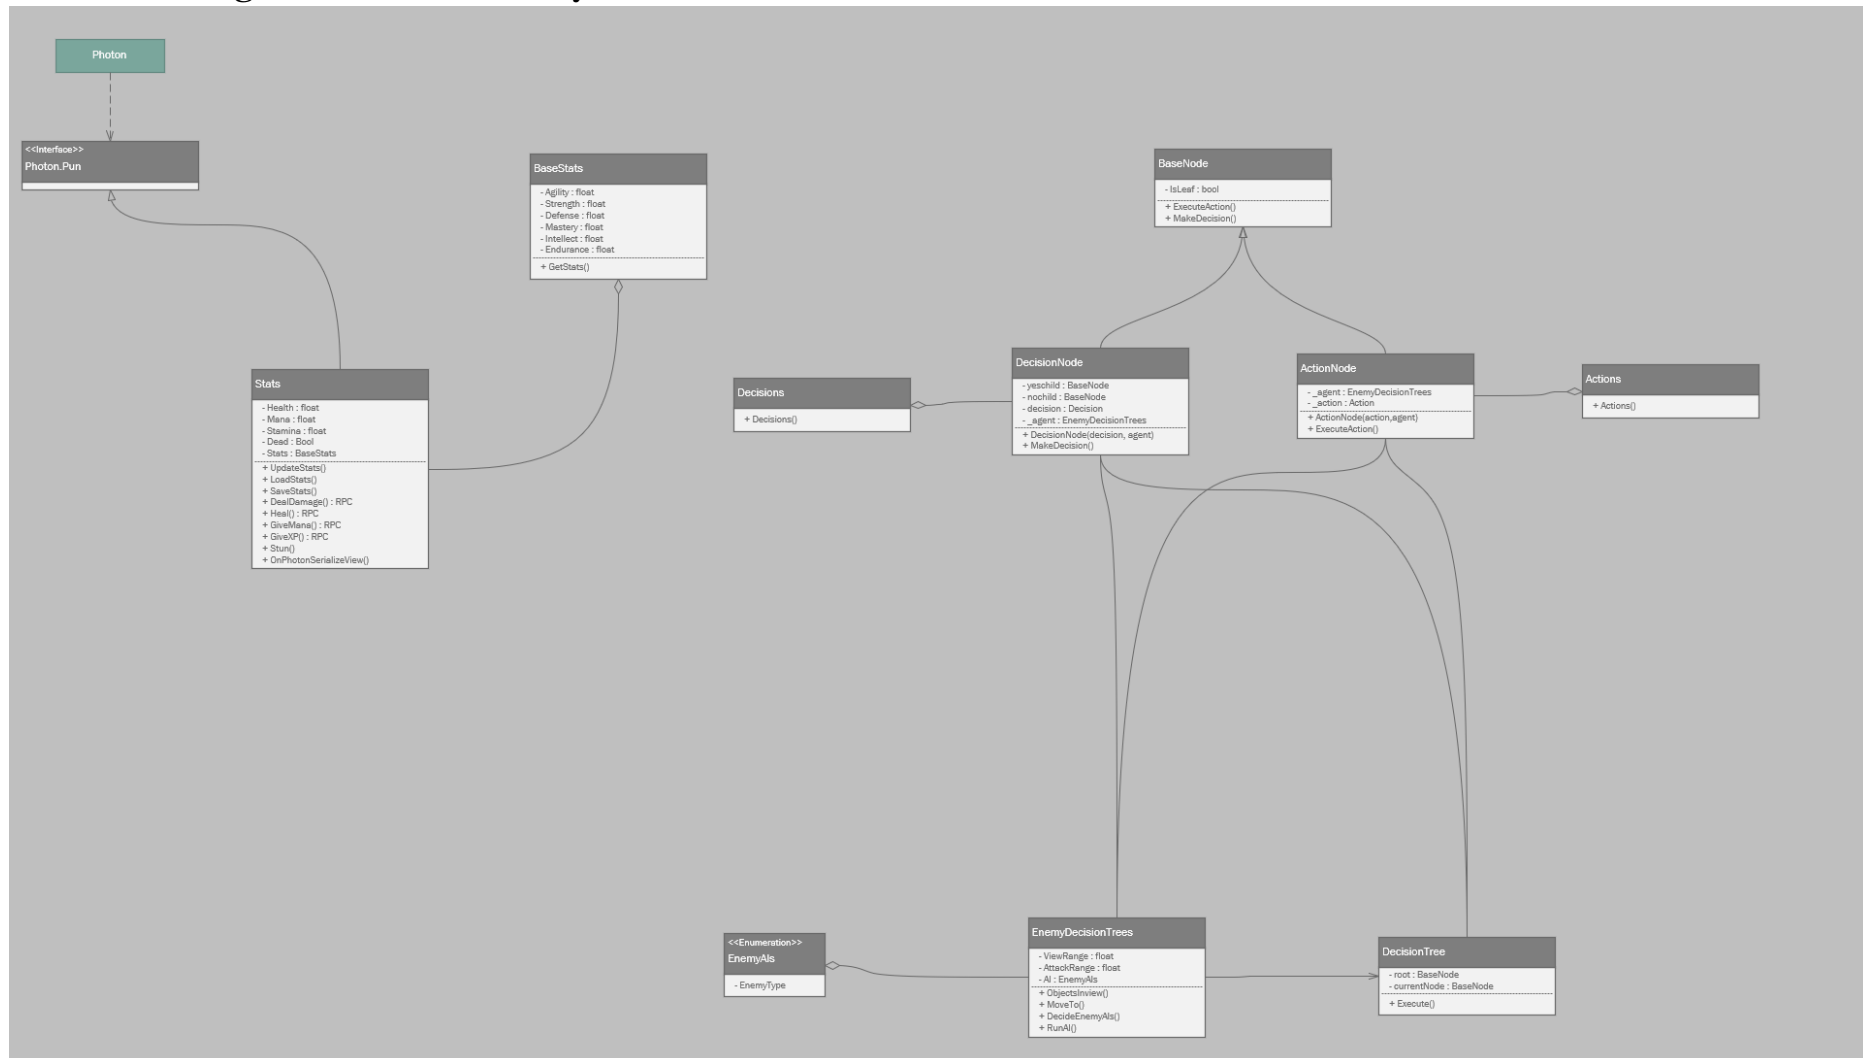 Photon
<<Interface>>
Photon.Pun
BaseStats
- Agility : float
- Strength : float
- Defense : float
- Mastery : float
- Intellect : float
- Endurance : float
+ GetStats()
BaseNode
- IsLeaf : bool
+ ExecuteAction()
+ MakeDecision()
Stats
- Health : float
- Mana : float
- Stamina : float
- Dead : Bool
- Stats : BaseStats
+ UpdateStats()
+ LoadStats()
+ SaveStats()
+ DealDamage() : RPC
+ Heal() : RPC
+ GiveMana() : RPC
+ GiveXP() : RPC
+ Stun()
+ OnPhotonSerializeView()
Decisions
+ Decisions()
DecisionNode
- yeschild : BaseNode
- nochild : BaseNode
- decision : Decision
- _agent : EnemyDecisionTrees
+ DecisionNode(decision, agent)
+ MakeDecision()
ActionNode
- _agent : EnemyDecisionTrees
- _action : Action
+ ActionNode(action,agent)
+ ExecuteAction()
Actions
+ Actions()
<<Enumeration>>
EnemyAIs
- EnemyType
EnemyDecisionTrees
- ViewRange : float
- AttackRange : float
- AI : EnemyAIs
+ ObjectsInview()
+ MoveTo()
+ DecideEnemyAIs()
+ RunAI()
DecisionTree
- root : BaseNode
- currentNode : BaseNode
+ Execute()